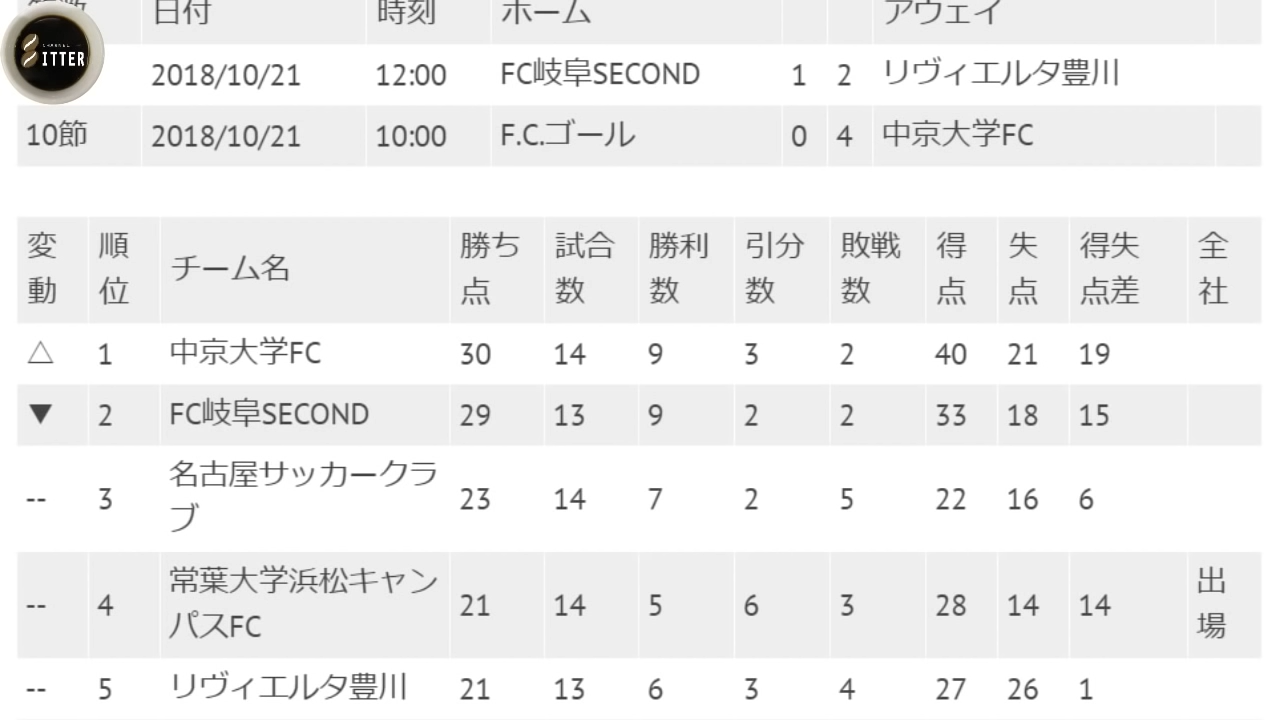 日付 時刻 ホーム アウェイ
CHANNEL
ITTER
2018/10/21 12:00 FC岐阜SECOND 1 2 リヴィエルタ豊川
10節 2018/10/21 10:00 F.C.ゴール 0 4 中京大学FC
変動 順位 チーム名 勝ち点 試合数 勝利数 引分数 敗戦数 得点 失点 得失点差 全社
△ 1 中京大学FC 30 14 9 3 2 40 21 19
▼ 2 FC岐阜SECOND 29 13 9 2 2 33 18 15
-- 3 名古屋サッカークラブ 23 14 7 2 5 22 16 6
-- 4 常葉大学浜松キャンパスFC 21 14 5 6 3 28 14 14 出場
-- 5 リヴィエルタ豊川 21 13 6 3 4 27 26 1